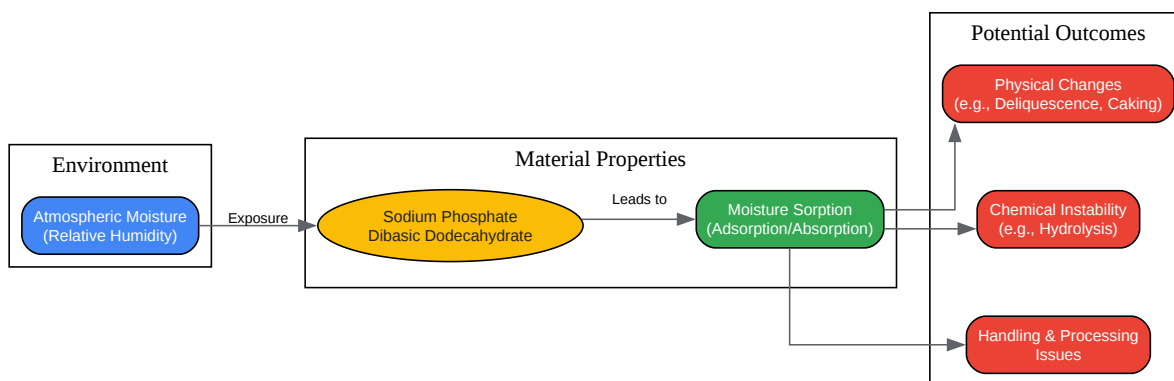 Environment
Atmospheric Moisture
(Relative Humidity)
Exposure
Material Properties
Sodium Phosphate
Dibasic Dodecahydrate
Leads to
Moisture Sorption
(Adsorption/Absorption)
Potential Outcomes
Physical Changes
(e.g., Deliquescence, Caking)
Chemical Instability
(e.g., Hydrolysis)
Handling & Processing
Issues